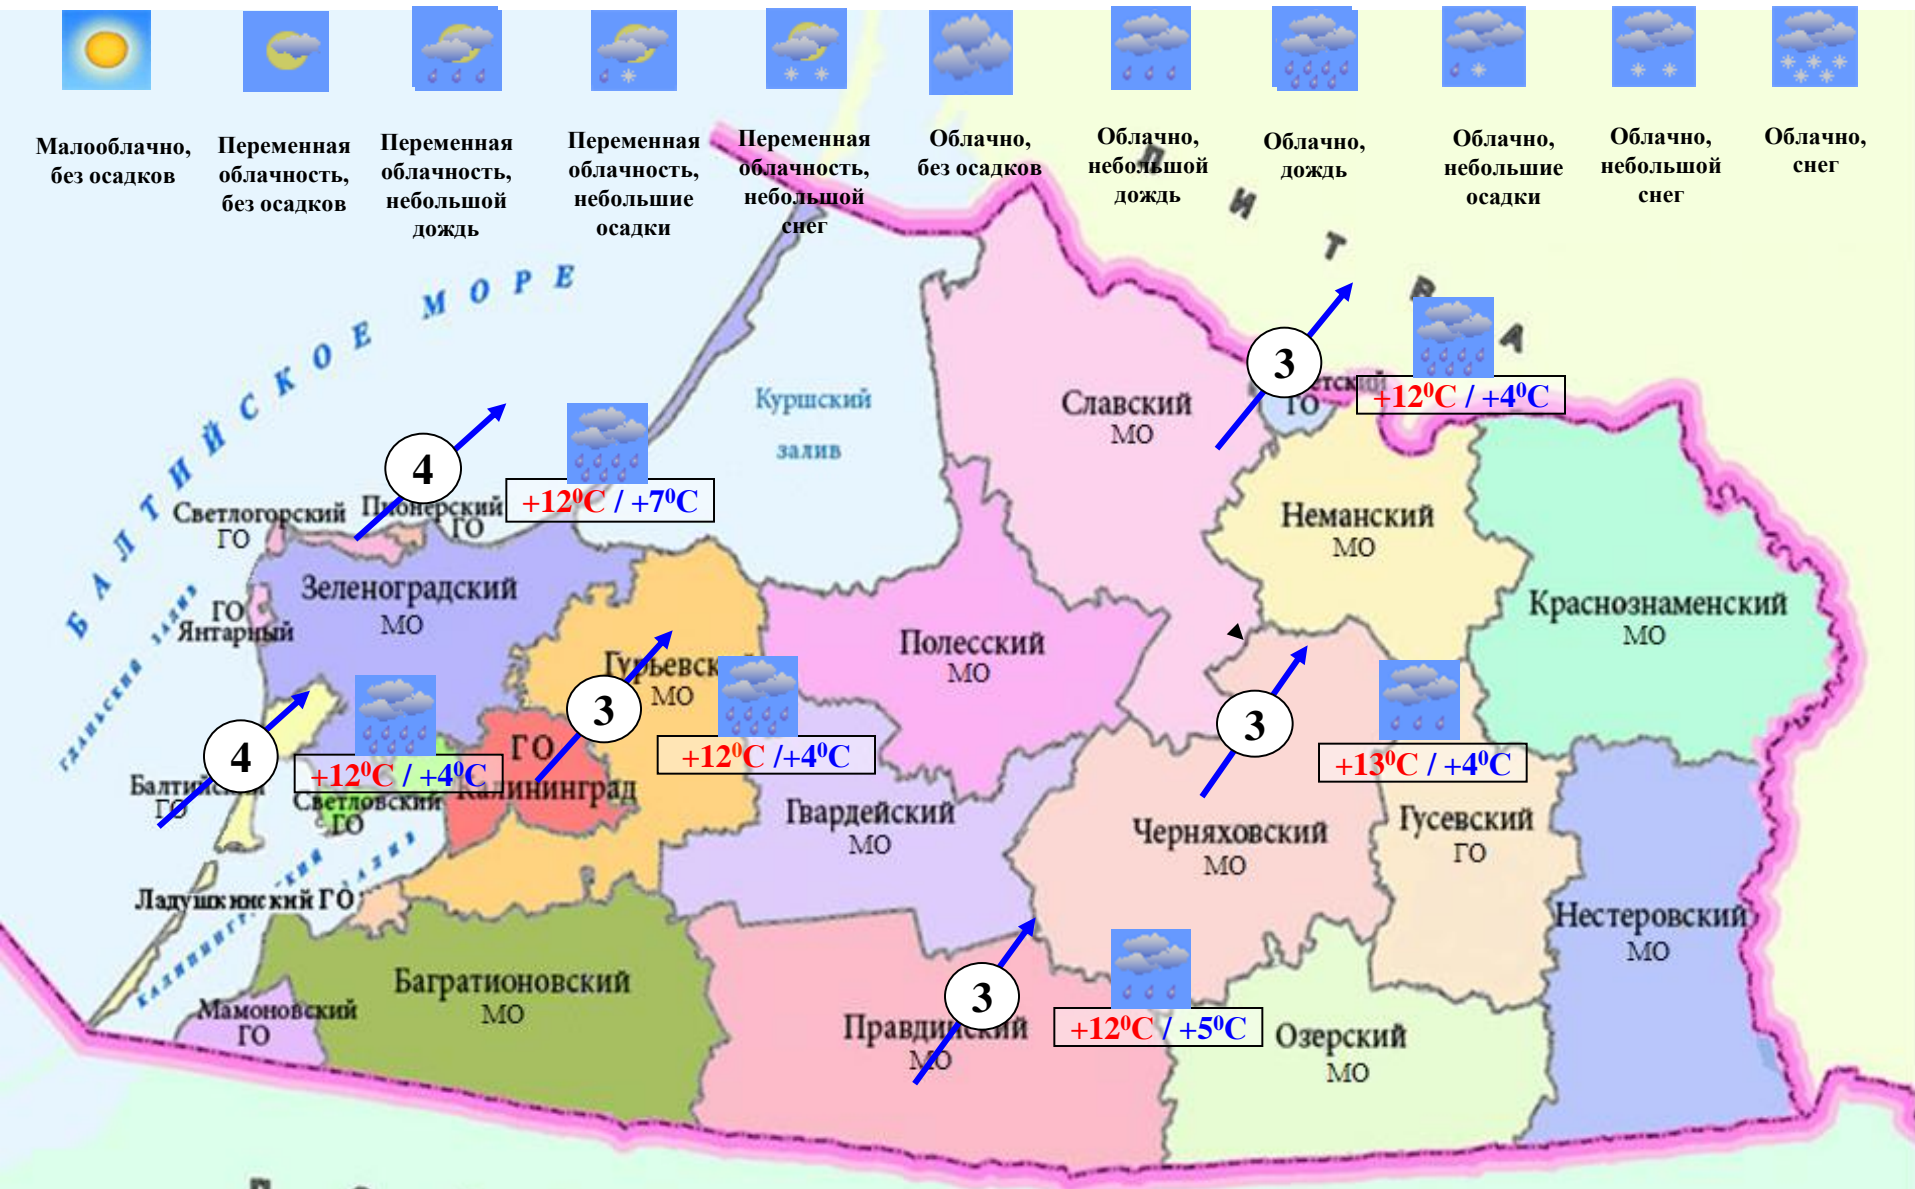 Малооблачно,
без осадков
Переменная
облачность,
без осадков
Переменная
облачность,
небольшой
дождь
Переменная
облачность,
небольшие
осадки
Переменная
облачность,
небольшой
снег
Облачно,
без осадков
Облачно,
небольшой
дождь
Облачно,
дождь
Облачно,
небольшие
осадки
Облачно,
небольшой
снег
Облачно,
снег
ЛИТВА
БАЛТИЙСКОЕ МОРЕ
Куршский
залив
Славский
МО
3
ГО
+12⁰C / +4⁰C
4
+12⁰C / +7⁰C
Светлогорский
ГО
Пионерский
ГО
Неманский
МО
Зеленоградский
МО
ГО
Янтарный
Краснознаменский
МО
Полесский
МО
МО
3
+12⁰C /+4⁰C
3
+13⁰C / +4⁰C
4
+12⁰C / +4⁰C
ГО
Калининград
Балтийский
ГО
Светловский
ГО
Гвардейский
МО
Черняховский
МО
Гусевский
ГО
Ладушкинский ГО
Нестеровский
МО
Багратионовский
МО
Мамоновский
ГО
3
Правдинский
МО
+12⁰C / +5⁰C
Озерский
МО